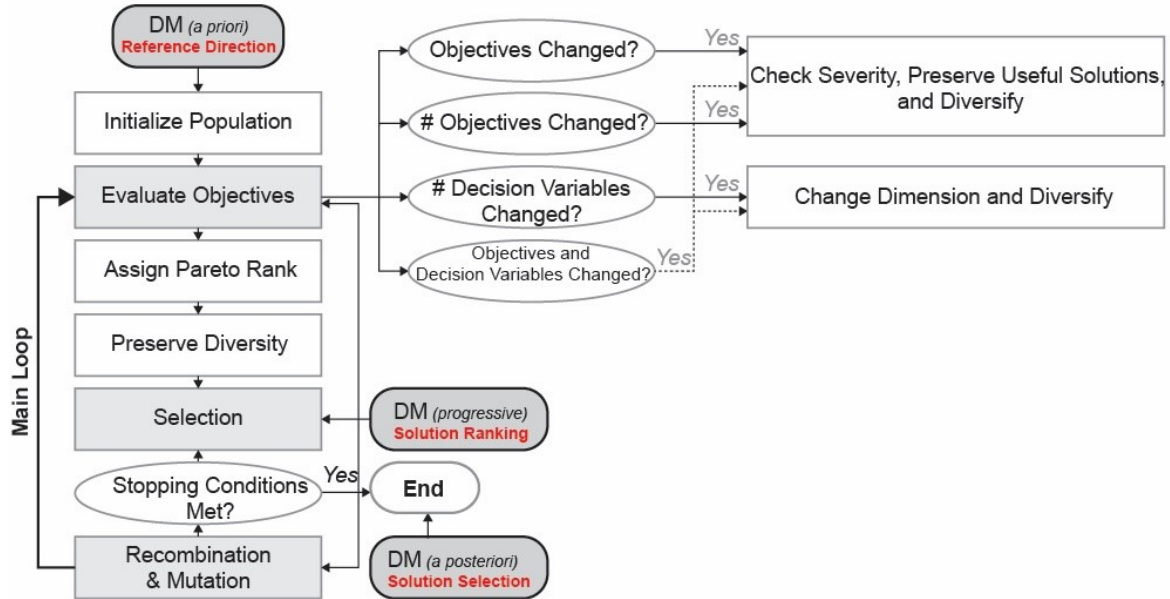 DM (a priori)
Reference Direction
Initialize Population
Evaluate Objectives
Assign Pareto Rank
Preserve Diversity
Selection
Stopping Conditions
Met?
Recombination
& Mutation
Main Loop
Yes
End
DM (progressive)
Solution Ranking
DM (a posteriori)
Solution Selection
Objectives Changed?
Yes
# Objectives Changed?
Yes
Check Severity, Preserve Useful Solutions,
and Diversify
# Decision Variables
Changed?
Yes
Change Dimension and Diversify
Objectives and
Decision Variables Changed?
Yes